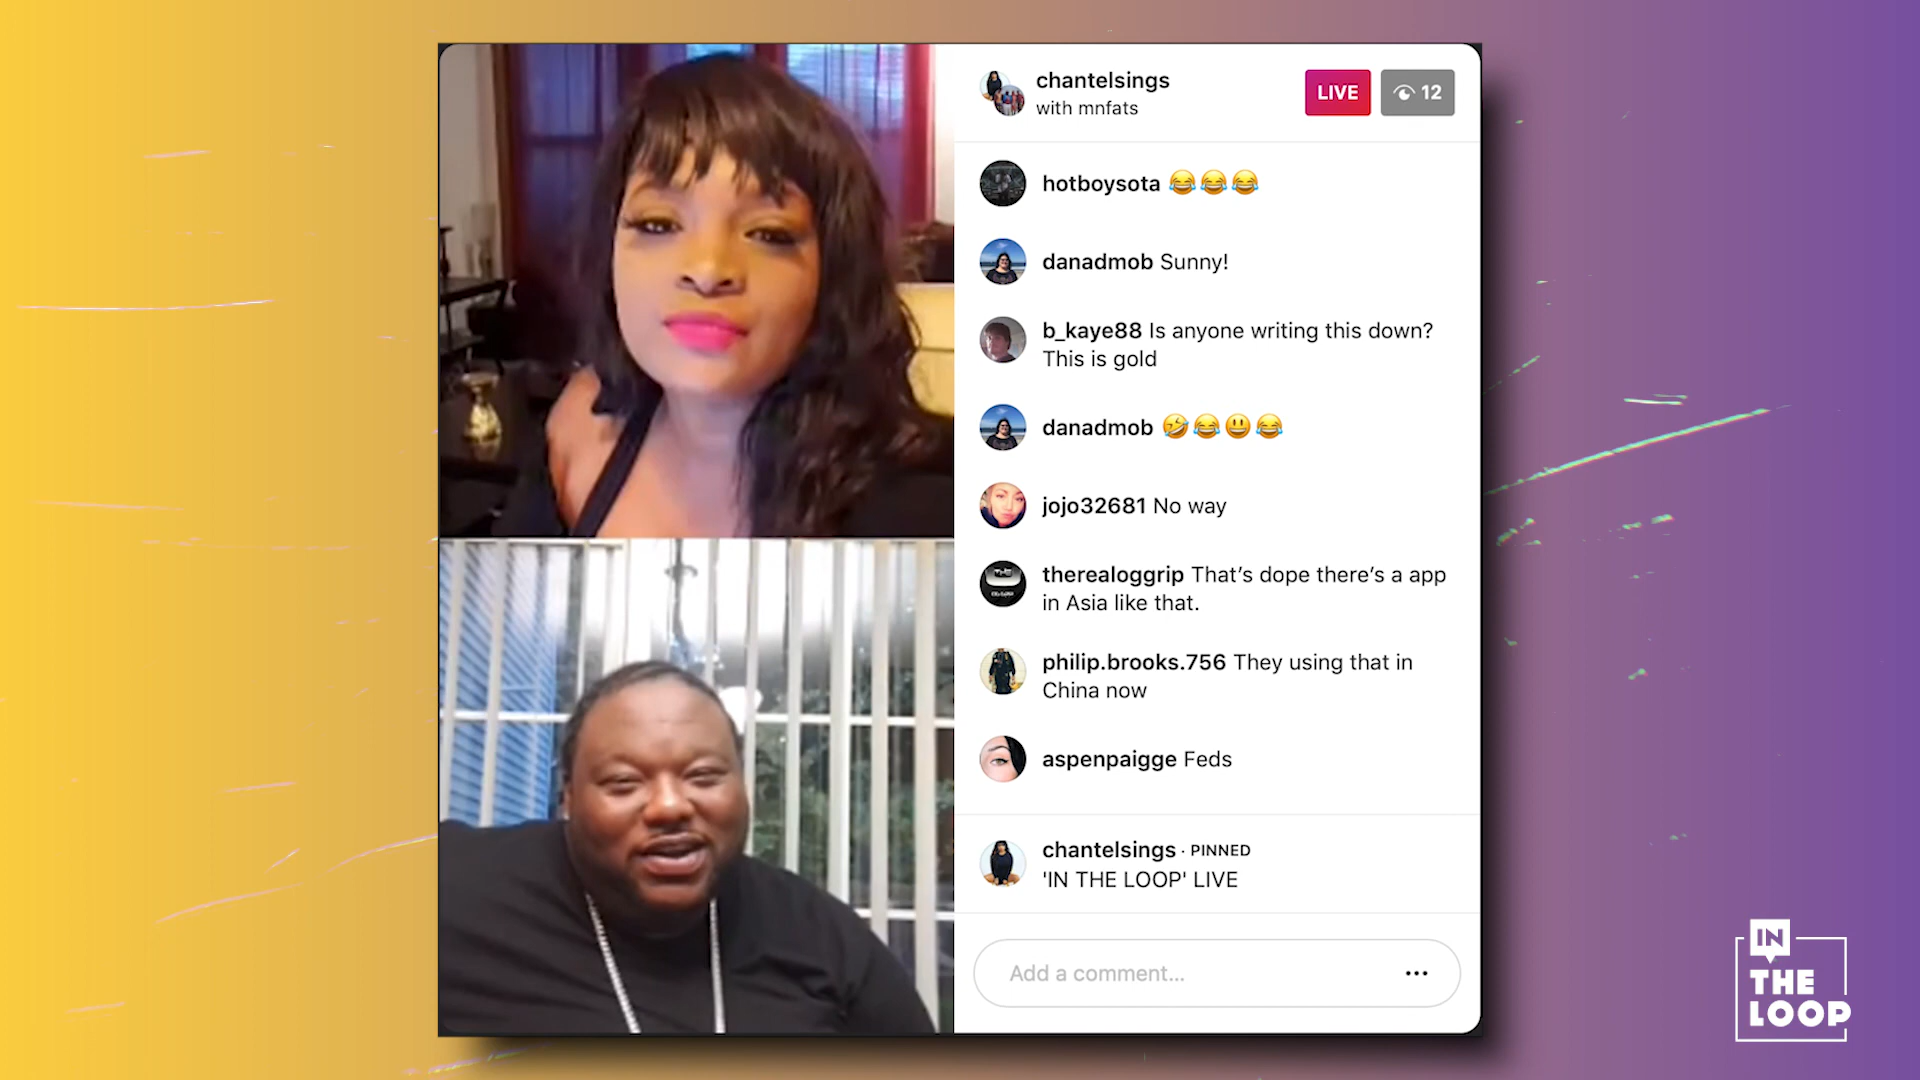 chantelsings
with mnfats
LIVE
12
hotboysota 😂😂😂
danadmob Sunny!
b_kaye88 Is anyone writing this down?
This is gold
danadmob 🤣😂😃😂
jojo32681 No way
therealoggrip That’s dope there’s a app
in Asia like that.
philip.brooks.756 They using that in
China now
aspenpaigge Feds
chantelsings · PINNED
'IN THE LOOP' LIVE
Add a comment...
IN
THE
LOOP